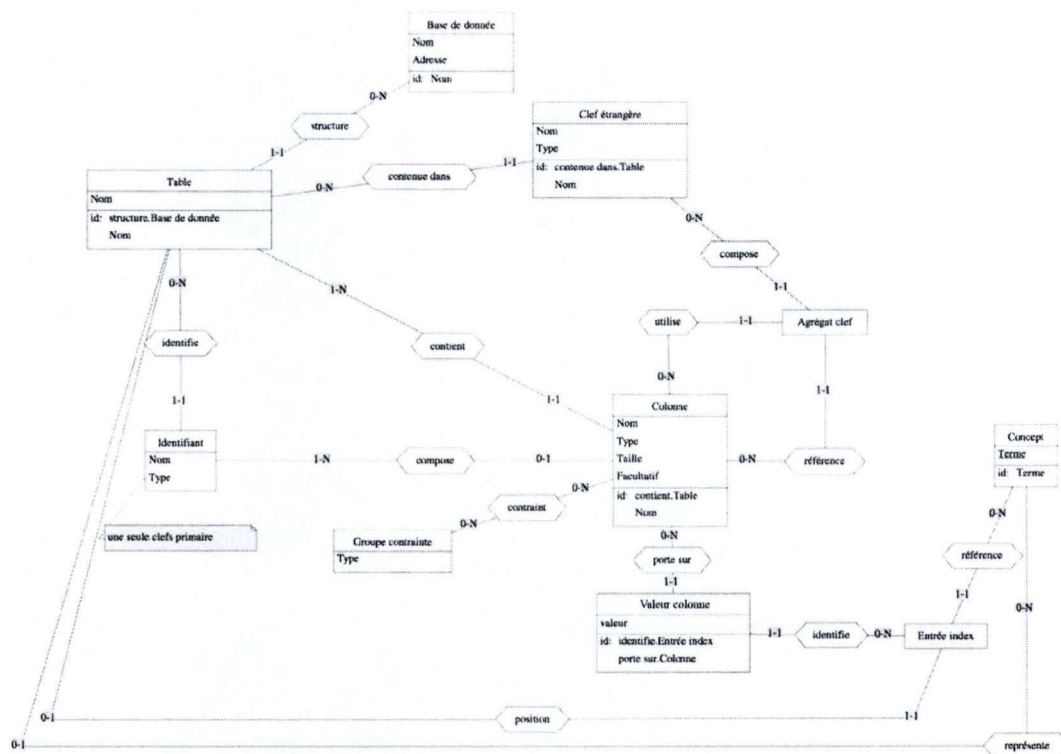 Base de donnée
Nom
Adresse
id: Nom
0-N
structure
1-1
Clef étrangère
Nom
Type
id: contenue dans.Table
Nom
1-1
contenue dans
0-N
Table
Nom
id: structure.Base de donnée
Nom
0-N
compose
1-1
0-N
1-N
utilise
1-1
Agrégat clef
identifie
contient
0-N
1-1
1-1
1-1
Colonne
Nom
Type
Taille
Facultatif
id: contient.Table
Nom
Identifiant
Nom
Type
1-N
compose
0-1
0-N
référence
Concept
Terme
id: Terme
0-N
contraint
0-N
une seule clefs primaire
Groupe contrainte
Type
0-N
porte sur
1-1
0-N
référence
1-1
0-N
Valeur colonne
valeur
id: identifie.Entrée index
porte sur.Colonne
1-1
identifie
0-N
Entrée index
0-1
position
1-1
0-1
représente